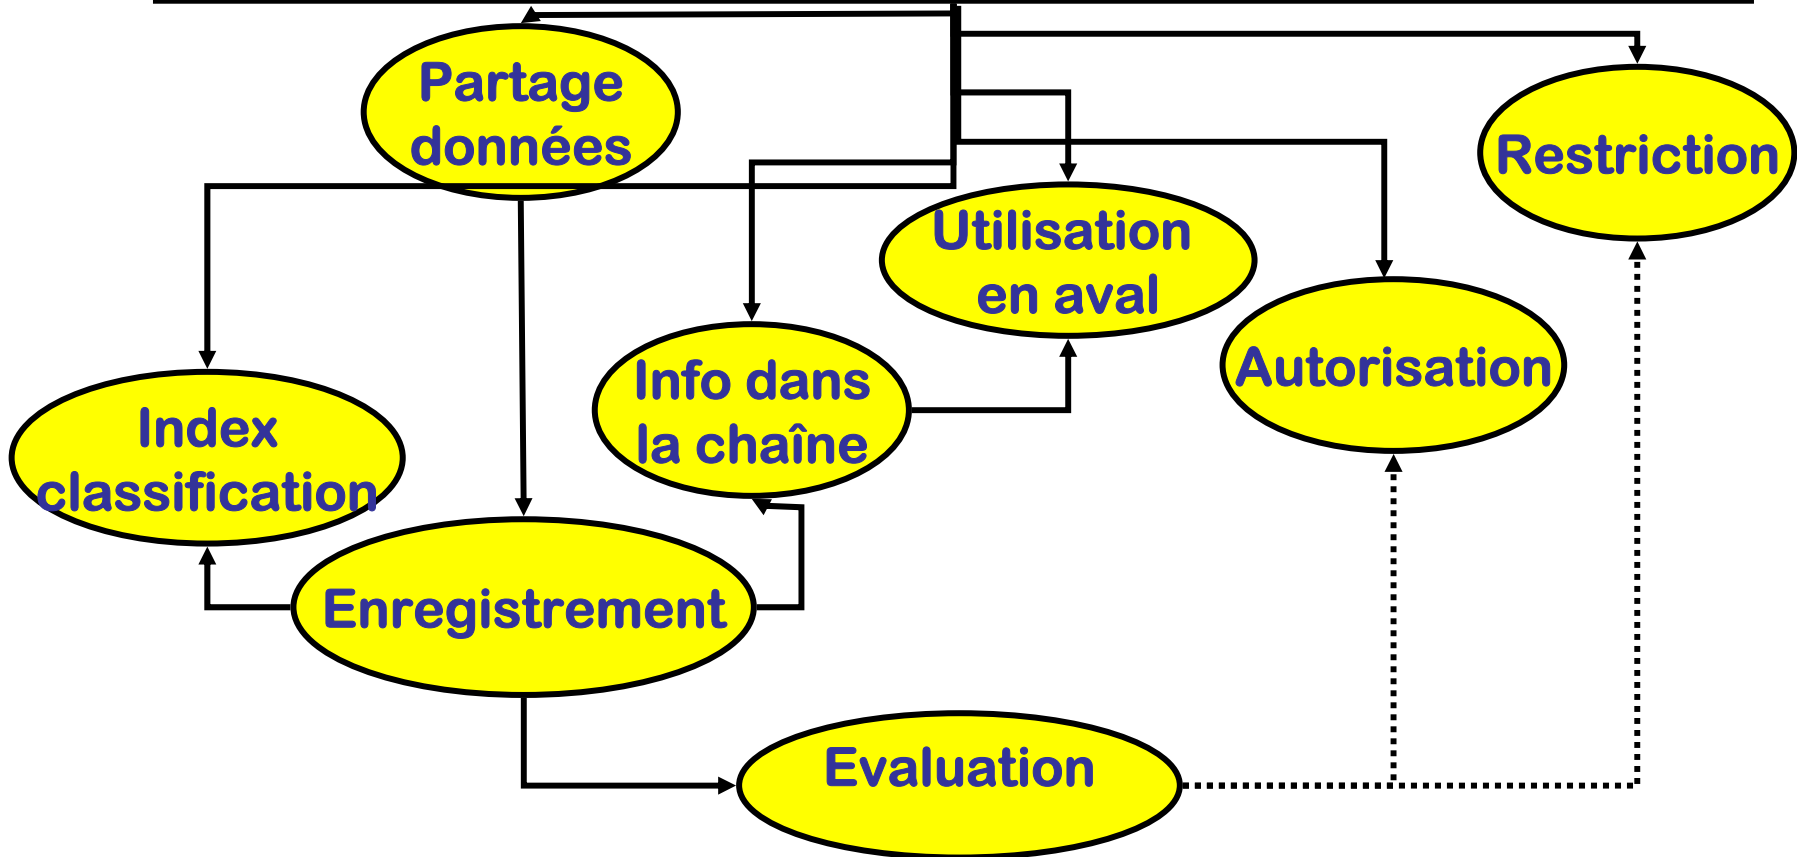 Partage
données
Restriction
Utilisation
en aval
Autorisation
Info dans
la chaîne
Index
classification
Enregistrement
Evaluation